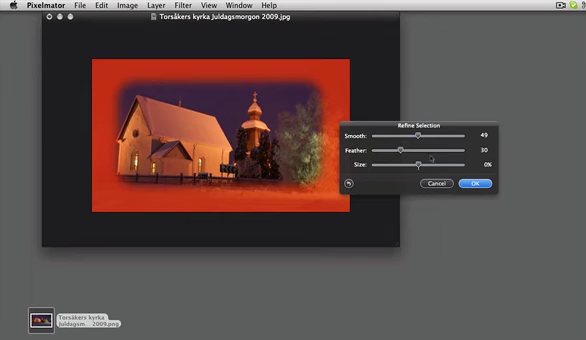 Pixelmator File Edit Image Layer Filter View Window Help
Torsåkers kyrka Juldagsmorgon 2009.jpg
Refine Selection
Smooth: 49
Feather: 30
Size: 0%
Cancel OK
Torsåkers kyrka
Juldagsm... 2009.png